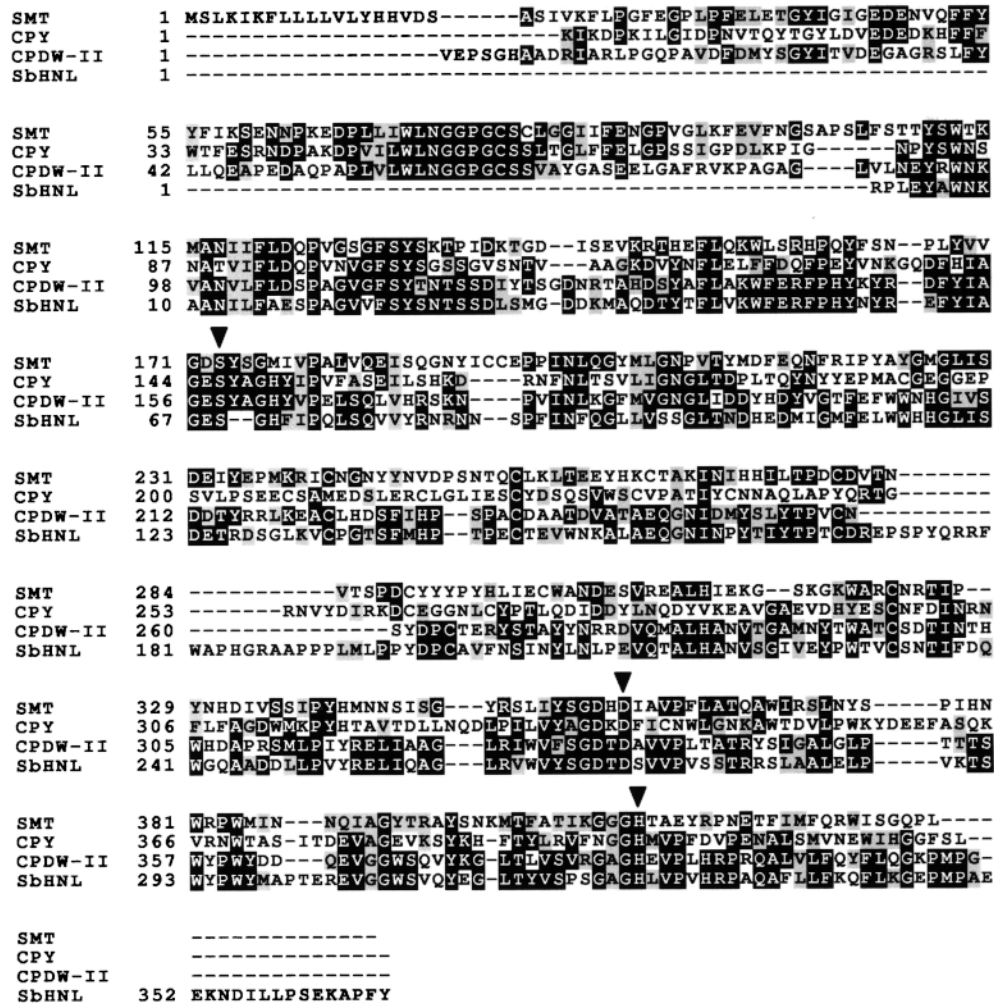 SMT 1 MSLKIKFLLLLVLYHHVDS------ASIVKFLPGFEGPLPFELETGYIGIGEDENVQFFY
CPY 1 ----------------------------KIKDPKILGIDPNVTQYTGYLDVEDEDKHFFF
CPDW-II 1 -------------------VEPSGHAADRIARLPGQPAVDFDMYSGYITVDEGAGRSLFY
SbHNL 1 ------------------------------------------------------------
SMT 55 YFIKSENNPKEDPLLIWLNGGPGCSCLGGIIFENGPVGLKFEVFNGSAPSLFSTTYSWTK
CPY 33 WTFESRNDPAKDPVILWLNGGPGCSSLTGLFFELGPSSIGPDLKPIG------NPYSWNS
CPDW-II 42 LLQEAPEDAQPAPLVLWLNGGPGCSSVAYGASEELGAFRVKPAGAG----LVLNEYRWNK
SbHNL 1 ---------------------------------------------------RPLEYAWNK
SMT 115 MANIIFLDQPVGSGFSYSKTPIDKTGD--ISEVKRTHEFLQKWLSRHPQYFSN--PLYVV
CPY 87 NATVIFLDQPVNVGFSYSGSSGVSNTV---AAGKDVYNFLELFFDQFPEYVNKGQDFHIA
CPDW-II 98 VANVLFLDSPAGVGFSYTNTSSDIYTSGDNRTAHDSYAFLAKWFERFPHYKYR--DFYIA
SbHNL 10 AANILFAESPAGVVFSYSNTSSDLSMG-DDKMAQDTYTFLVKWFERFPHYNYR--EFYIA
SMT 171 GDSYSGMIVPALVQEISQGNYICCEPPINLQGYMLGNPVTYMDFEQNFRIPYAYGMGLIS
CPY 144 GESYAGHYIPVFASEILSHKD----RNFNLTSVLIGNGLTDPLTQYNYYEPMACGEGGEP
CPDW-II 156 GESYAGHYVPELSQLVHRSKN----PVINLKGFMVGNGLIDDYHDYVGTFEFWWNHGIVS
SbHNL 67 GES--GHFIPQLSQVVYRNRNN--SPFINFQGLLVSSGLTNDHEDMIGMFELWWHHGLIS
SMT 231 DEIYEPMKRICNGNYYNVDPSNTQCLKLTEEYHKCTAKINIHHILTPDCDVTN-------
CPY 200 SVLPSEECSAMEDSLERCLGLIESCYDSQSVWSCVPATIYCNNAQLAPYQRTG-------
CPDW-II 212 DDTYRRLKEACLHDSFIHP--SPACDAATDVATAEQGNIDMYSLYTPVCN----------
SbHNL 123 DETRDSGLKVCPGTSFMHP--TPECTEVWNKALAEQGNINPYTIYTPTCDREPSPYQRRF
SMT 284 -----------VTSPDCYYYPYHLIECWANDESVREALHIEKG--SKGKWARCNRTIP--
CPY 253 -------RNVYDIRKDCEGGNLCYPTLQDIDDYLNQDYVKEAVGAEVDHYESCNFDINRN
CPDW-II 260 ---------------SYDPCTERYSTAYYNRRDVQMALHANVTGAMNYTWATCSDTINTH
SbHNL 181 WAPHGRAAPPPLMLPPYDPCAVFNSINYLNLPEVQTALHANVSGIVEYPWTVCSNTIFDQ
SMT 329 YNHDIVSSIPYHMNNSISG---YRSLIYSGDHDIAVPFLATQAWIRSLNYS-----PIHN
CPY 306 FLFAGDWMKPYHTAVTDLLNQDLPILVYAGDKDFICNWLGNKAWTDVLPWKYDEEFASQK
CPDW-II 305 WHDAPRSMLPIYRELIAAG---LRIWVFSGDTDAVVPLTATRYSIGALGLP-----TTTS
SbHNL 241 WGQAADDLLPVYRELIQAG---LRVWVYSGDTDSVVPVSSTRRSLAALELP-----VKTS
SMT 381 WRPWMIN---NQIAGYTRAYSNKMTFATIKGGGHTAEYRPNETFIMFQRWISGQPL----
CPY 366 VRNWTAS-ITDEVAGEVKSYKH-FTYLRVFNGGHMVPFDVPENALSMVNEWIHGGFSL--
CPDW-II 357 WYPWYDD---QEVGGWSQVYKG-LTLVSVRGAGHEVPLHRPRQALVLFQYFLQGKPMPG-
SbHNL 293 WYPWYMAPTEREVGGWSVQYEG-LTYVSPSGAGHLVPVHRPAQAFLLFKQFLKGEPMPAE
SMT --------------
CPY ---------------
CPDW-II ---------------
SbHNL 352 EKNDILLPSEKAPFY